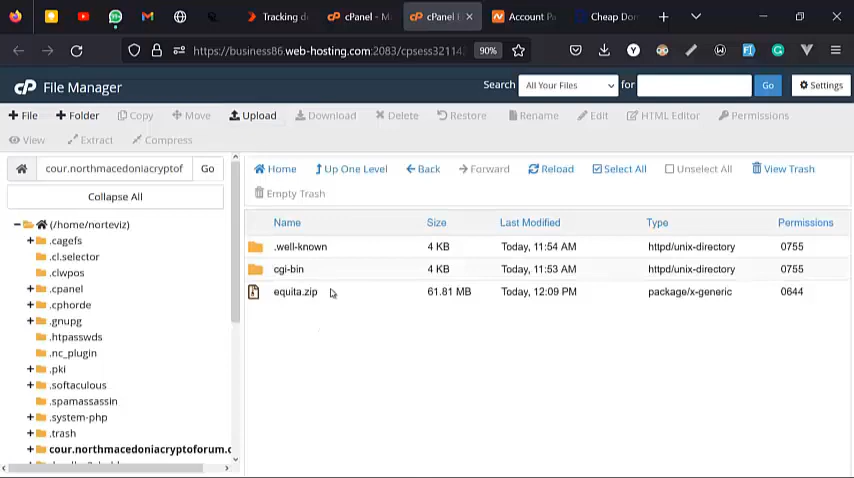 Tracking d
cPanel - M
cPanel
Account Pa
Cheap Dom
https://business86.web-hosting.com:2083/cpsess32114
90%
cP File Manager
Search All Your Files for Go Settings
File Folder Copy Move Upload Download Delete Restore Rename Edit HTML Editor Permissions
View Extract Compress
cour.northmacedoniacryptof Go
Home Up One Level Back Forward Reload Select All Unselect All View Trash
Empty Trash
Collapse All
Name Size Last Modified Type Permissions
.well-known 4 KB Today, 11:54 AM httpd/unix-directory 0755
cgi-bin 4 KB Today, 11:53 AM httpd/unix-directory 0755
equita.zip 61.81 MB Today, 12:09 PM package/x-generic 0644
(/home/norteviz)
.cagefs
.cl.selector
.clwpos
.cpanel
.cphorde
.gnupg
.htpasswds
.nc_plugin
.pki
.softaculous
.spamassassin
.system-php
.trash
cour.northmacedoniacryptoforum.c